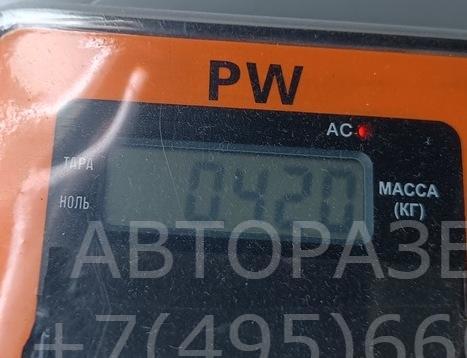 PW
AC
ТАРА
0420
МАССА
(КГ)
НОЛЬ
АВТОРАЗБ
+7(495)66